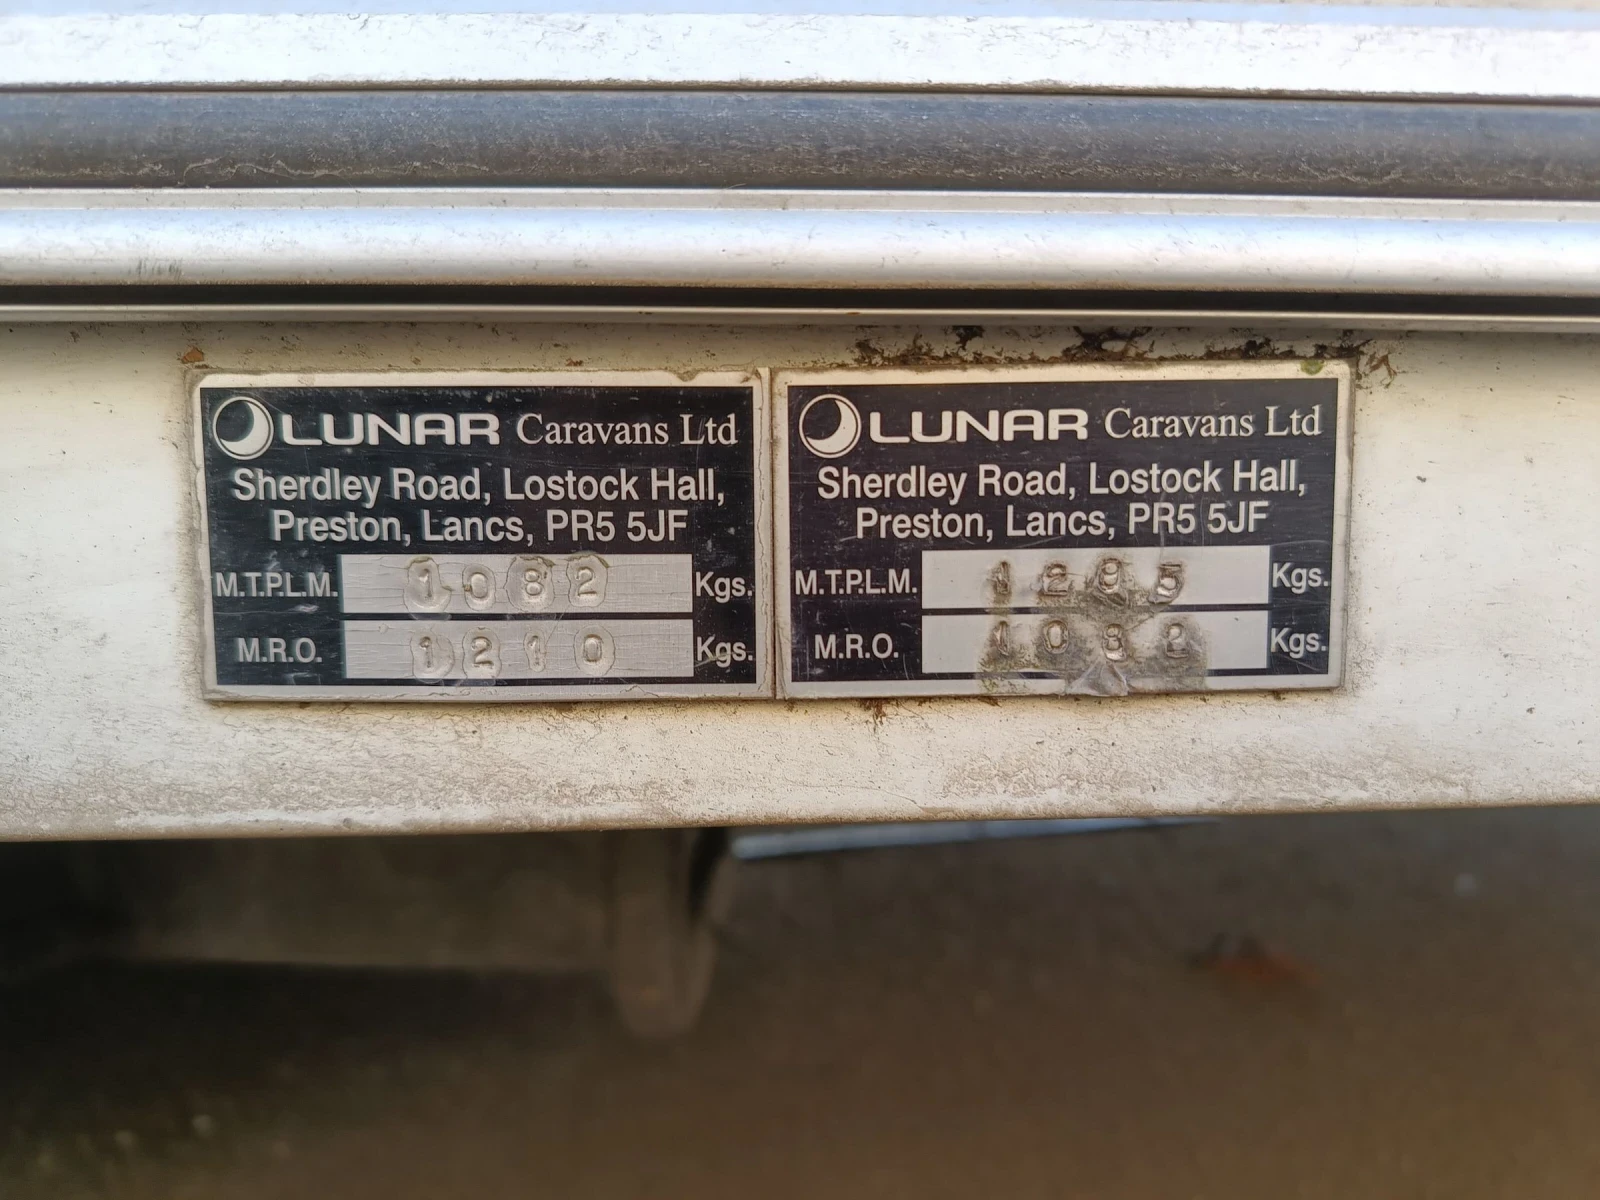 LUNAR Caravans Ltd
Sherdley Road, Lostock Hall,
Preston, Lancs, PR5 5JF
M.T.P.L.M. 1082 Kgs.
M.R.O. 1210 Kgs.
LUNAR Caravans Ltd
Sherdley Road, Lostock Hall,
Preston, Lancs, PR5 5JF
M.T.P.L.M. Kgs.
M.R.O. 1082 Kgs.